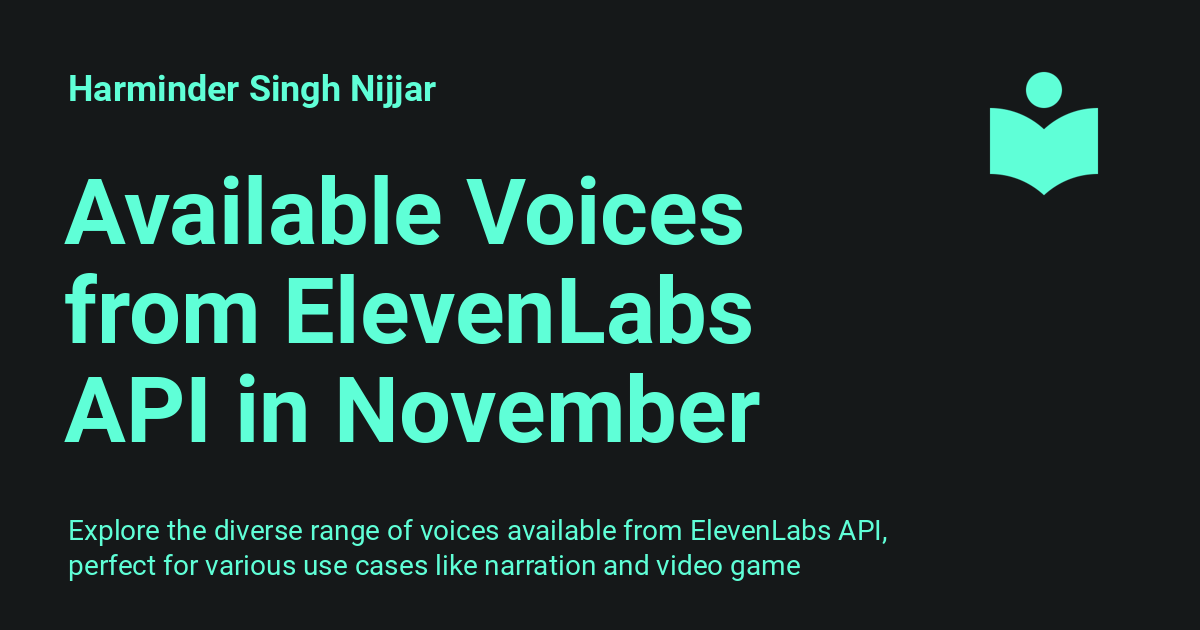 Harminder Singh Nijjar
Available Voices
from ElevenLabs
API in November
Explore the diverse range of voices available from ElevenLabs API,
perfect for various use cases like narration and video game